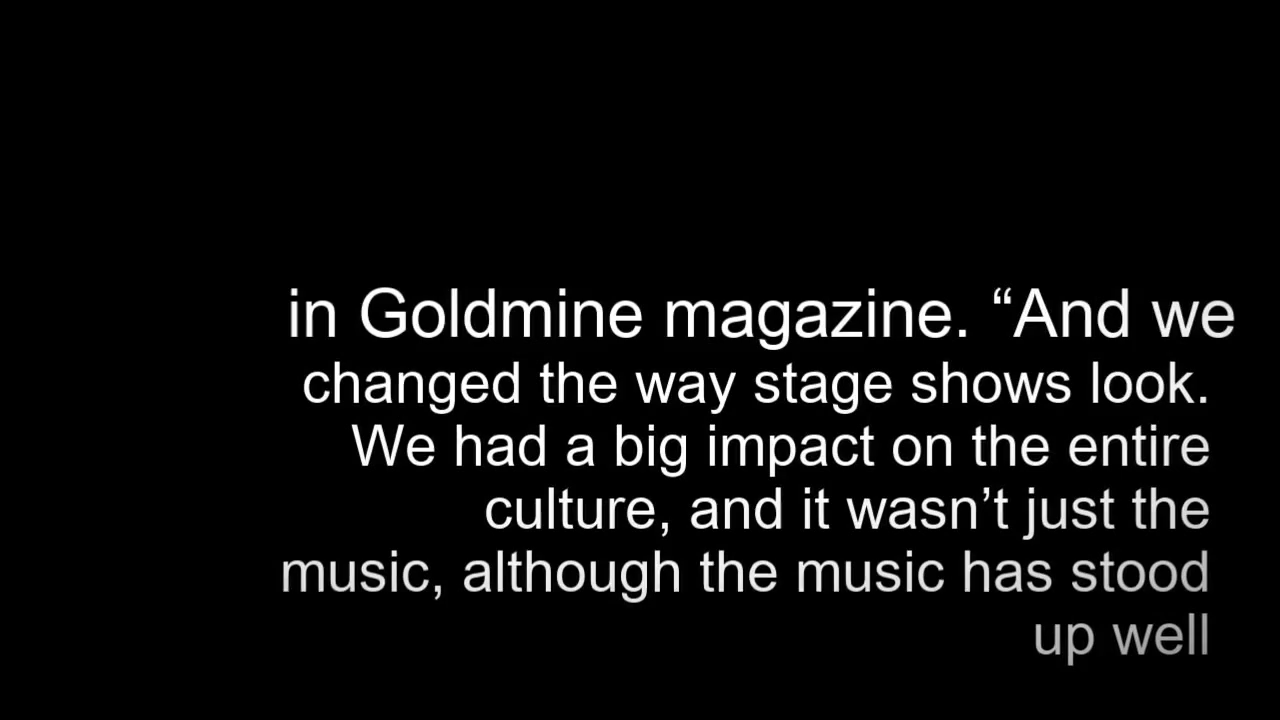 in Goldmine magazine. “And we
changed the way stage shows look.
We had a big impact on the entire
culture, and it wasn’t just the
music, although the music has stood
up well